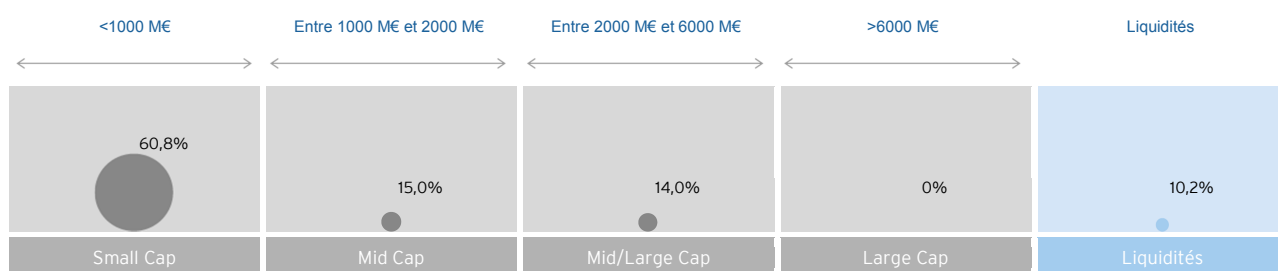 <1000 M€
Entre 1000 M€ et 2000 M€
Entre 2000 M€ et 6000 M€
>6000 M€
Liquidités
60,8%
15,0%
14,0%
0%
10,2%
Small Cap
Mid Cap
Mid/Large Cap
Large Cap
Liquidités